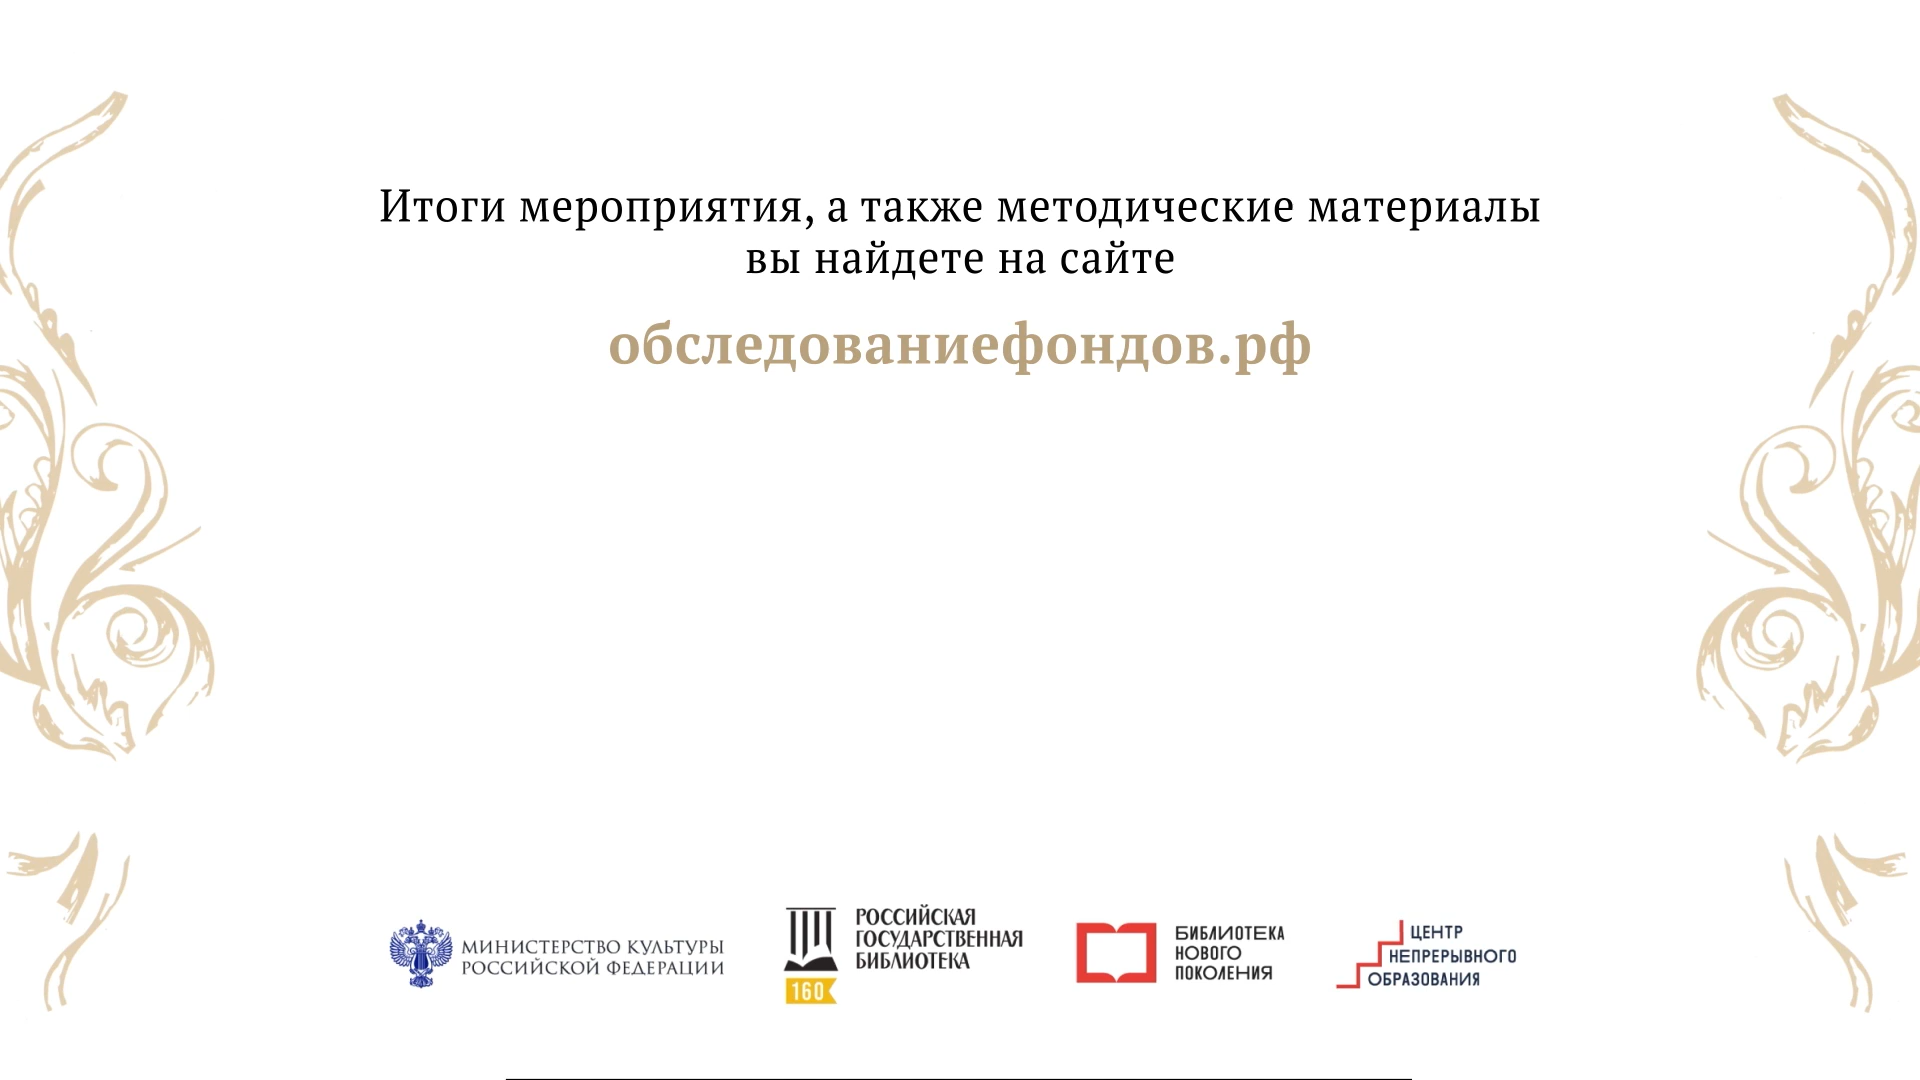 Итоги мероприятия, а также методические материалы
вы найдете на сайте
обследованиефондов.рф
МИНИСТЕРСТВО КУЛЬТУРЫ
РОССИЙСКОЙ ФЕДЕРАЦИИ
РОССИЙСКАЯ
ГОСУДАРСТВЕННАЯ
БИБЛИОТЕКА
160
БИБЛИОТЕКА
НОВОГО
ПОКОЛЕНИЯ
ЦЕНТР
НЕПРЕРЫВНОГО
ОБРАЗОВАНИЯ